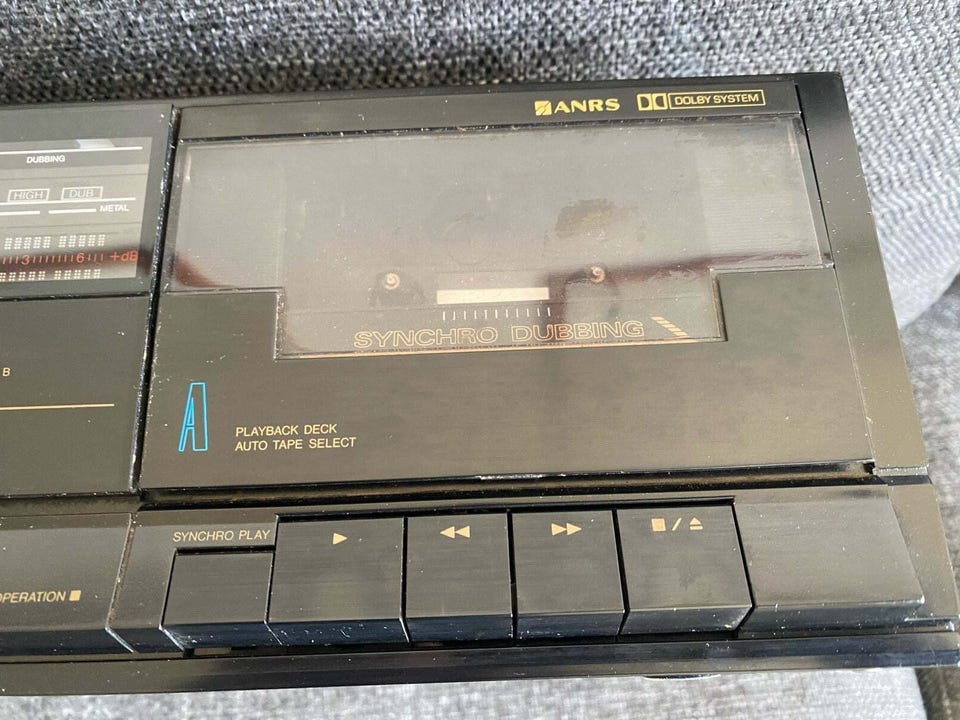 ANRS DOLBY SYSTEM
DUBBING
HIGH DUB
METAL
3 6 +dB
SYNCHRO DUBBING
B
A
PLAYBACK DECK
AUTO TAPE SELECT
SYNCHRO PLAY
OPERATION